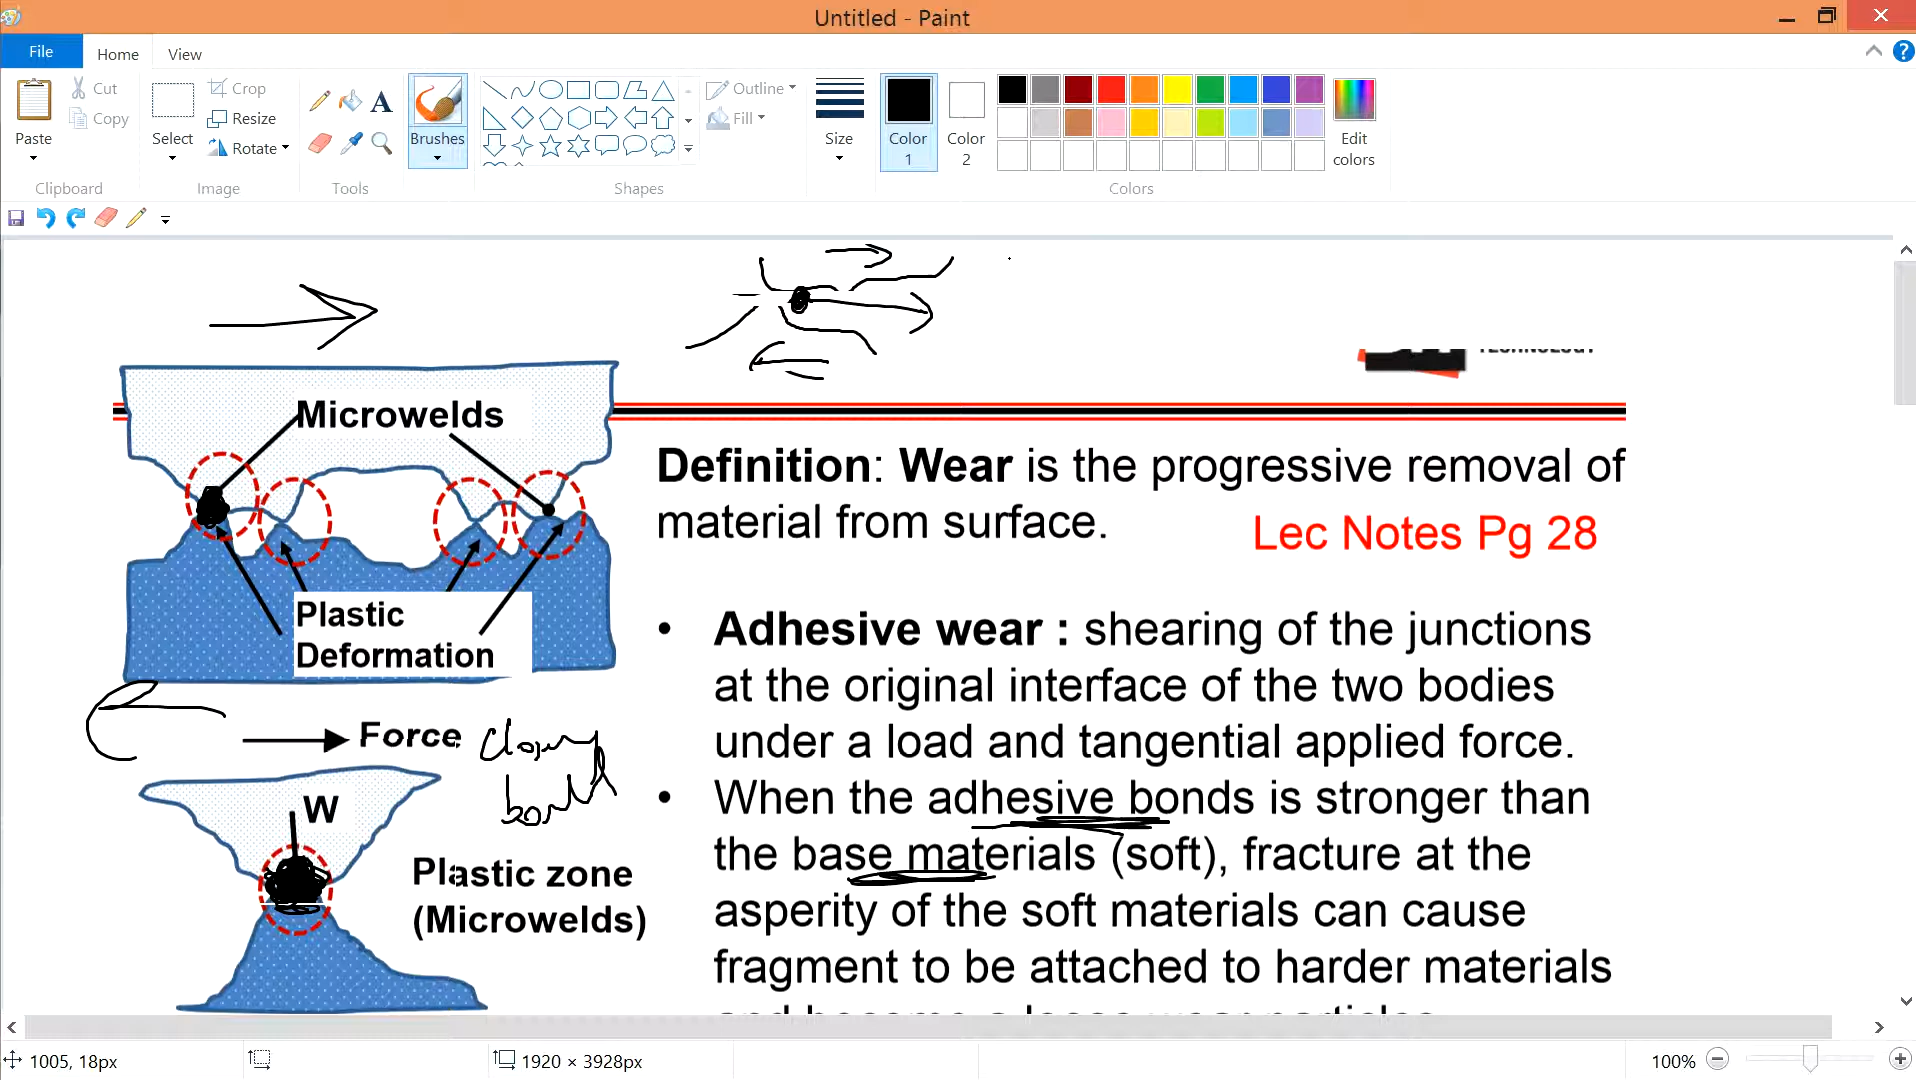 Untitled - Paint
File
Home
View
Paste
Cut
Copy
Clipboard
Select
Crop
Resize
Rotate
Image
A
Tools
Brushes
Shapes
Outline
Fill
Size
Color 1
Color 2
Edit colors
Colors
Microwelds
Plastic
Deformation
Force
W
Plastic zone
(Microwelds)
Definition: Wear is the progressive removal of
material from surface.
Lec Notes Pg 28
• Adhesive wear : shearing of the junctions
at the original interface of the two bodies
under a load and tangential applied force.
• When the adhesive bonds is stronger than
the base materials (soft), fracture at the
asperity of the soft materials can cause
fragment to be attached to harder materials
1005, 18px
1920 × 3928px
100%